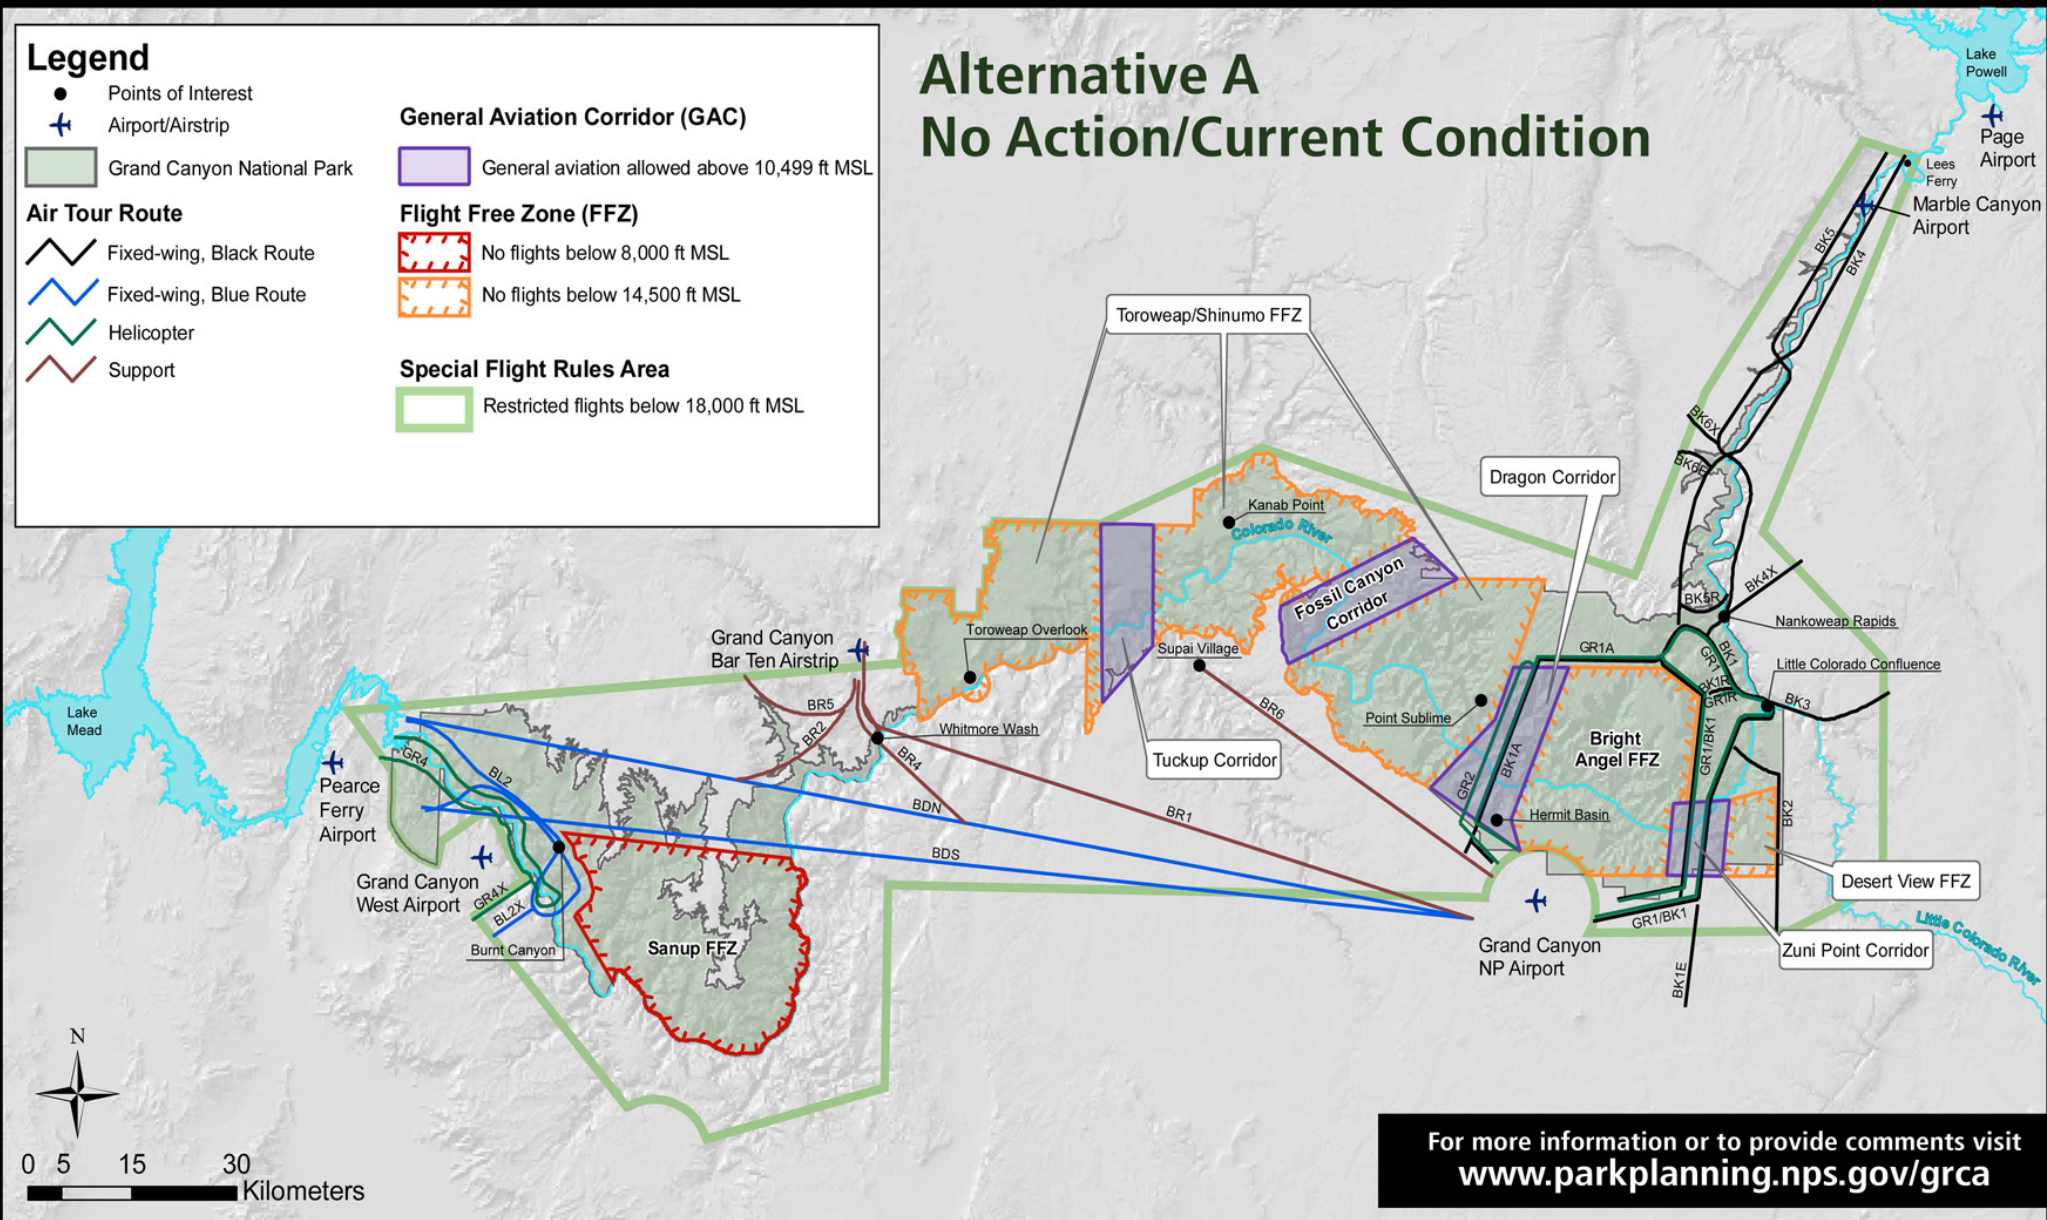 Legend
Points of Interest
Airport/Airstrip
Grand Canyon National Park
Air Tour Route
Fixed-wing, Black Route
Fixed-wing, Blue Route
Helicopter
Support
General Aviation Corridor (GAC)
General aviation allowed above 10,499 ft MSL
Flight Free Zone (FFZ)
No flights below 8,000 ft MSL
No flights below 14,500 ft MSL
Special Flight Rules Area
Restricted flights below 18,000 ft MSL
Alternative A
No Action/Current Condition
Lake
Powell
Page
Airport
Lees
Ferry
Marble Canyon
Airport
BK5
BK4
Toroweap/Shinumo FFZ
BK6X
BK6E
Dragon Corridor
Kanab Point
Colorado River
Fossil Canyon
Corridor
BK4X
BK5R
Nankoweap Rapids
Grand Canyon
Bar Ten Airstrip
Toroweap Overlook
Supai Village
GR1A
GR1
BK1
Little Colorado Confluence
BK1R
GR1R
BK3
BR5
BR2
BR6
Point Sublime
Lake
Mead
Whitmore Wash
BR4
Tuckup Corridor
Bright
Angel FFZ
GR1/BK1
BK1A
GR2
GR4
BL2
Pearce
Ferry
Airport
BDN
BR1
Hermit Basin
BK2
BDS
Desert View FFZ
Grand Canyon
West Airport
GR4X
BL2X
Burnt Canyon
Sanup FFZ
GR1/BK1
Grand Canyon
NP Airport
Zuni Point Corridor
Little Colorado River
BK1E
N
0 5 15 30
Kilometers
For more information or to provide comments visit
www.parkplanning.nps.gov/grca